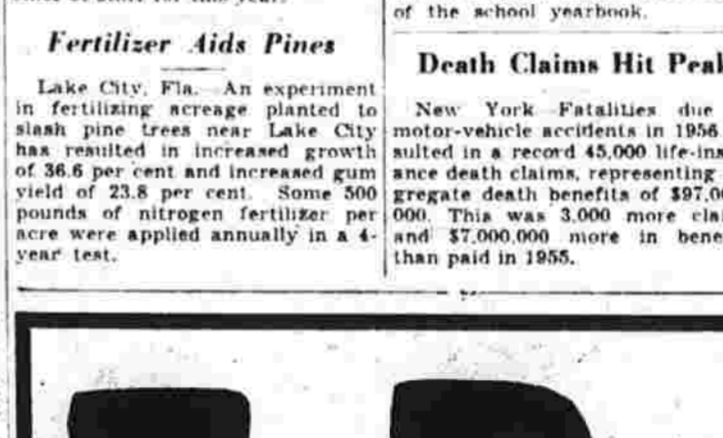 Fertilizer Aids Pines
Lake City, Fla. An experiment
in fertilizing acreage planted to
slash pine trees near Lake City
has resulted in increased growth
of 36.6 per cent and increased gum
yield of 23.8 per cent. Some 500
pounds of nitrogen fertilizer per
acre were applied annually in a 4-
year test.
of the school yearbook.
Death Claims Hit Peak
New York Fatalities due
motor-vehicle accidents in 1956
sulted in a record 45,000 life-ins
ance death claims, representing
gregate death benefits of $97,0
000. This was 3,000 more clai
and $7,000,000 more in bene
than paid in 1955.